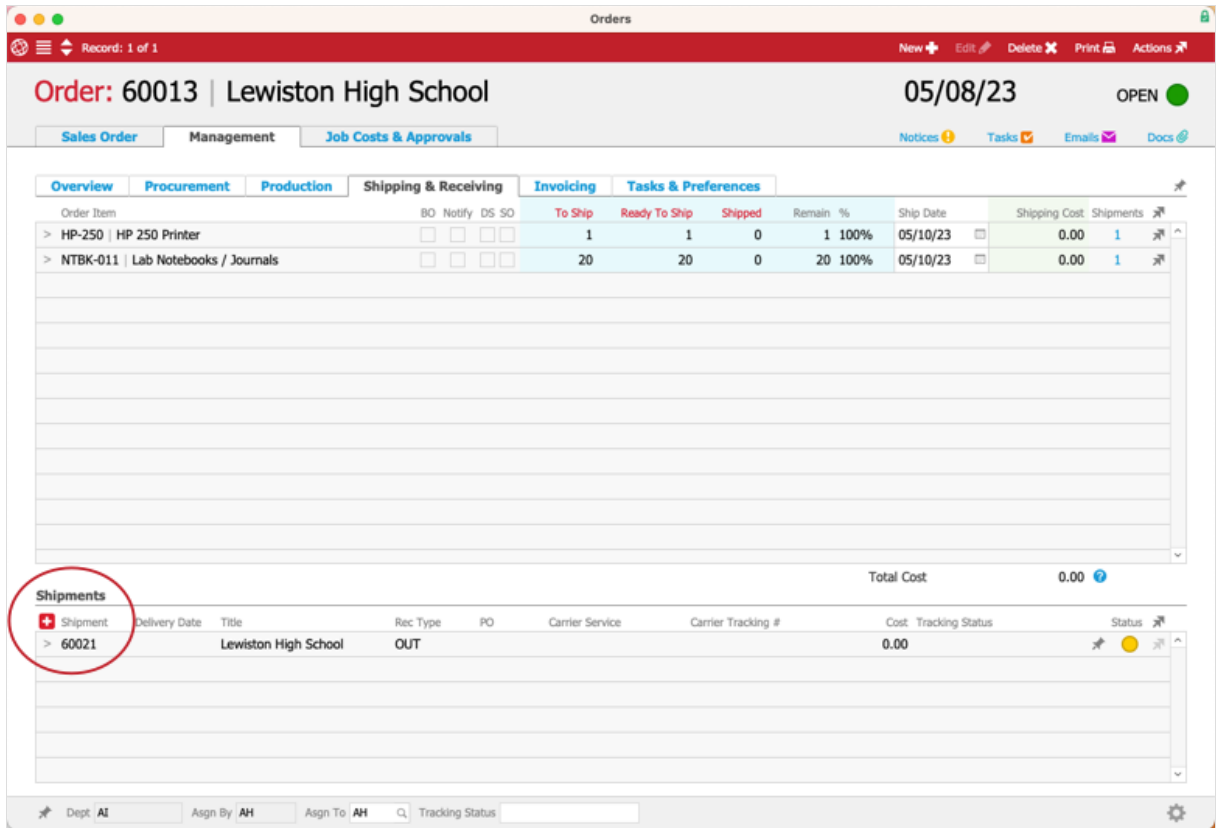 Orders
Record: 1 of 1 New Edit Delete Print Actions
Order: 60013 | Lewiston High School 05/08/23 OPEN
Sales Order Management Job Costs & Approvals Notices Tasks Emails Docs
Overview Procurement Production Shipping & Receiving Invoicing Tasks & Preferences
Order Item BO Notify DS SO To Ship Ready To Ship Shipped Remain % Ship Date Shipping Cost Shipments
> HP-250 | HP 250 Printer 1 1 0 1 100% 05/10/23 0.00 1
> NTBK-011 | Lab Notebooks / Journals 20 20 0 20 100% 05/10/23 0.00 1
Total Cost 0.00 ?
Shipments
Shipment Delivery Date Title Rec Type PO Carrier Service Carrier Tracking # Cost Tracking Status Status
> 60021 Lewiston High School OUT 0.00
Dept AI Asgn By AH Asgn To AH Tracking Status